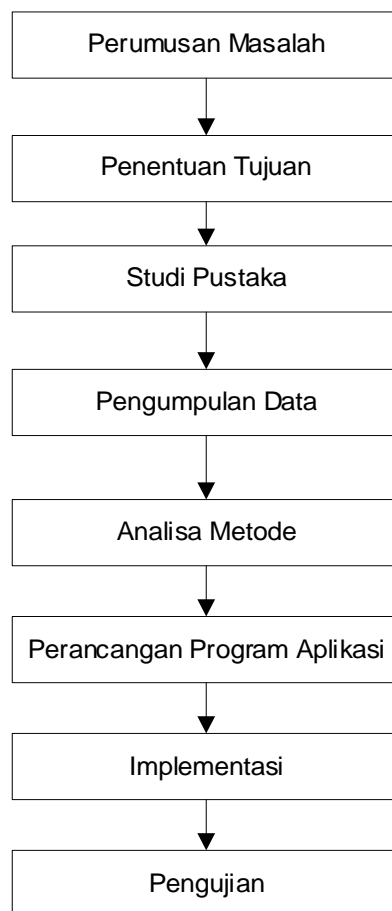 Perumusan Masalah
Penentuan Tujuan
Studi Pustaka
Pengumpulan Data
Analisa Metode
Perancangan Program Aplikasi
Implementasi
Pengujian